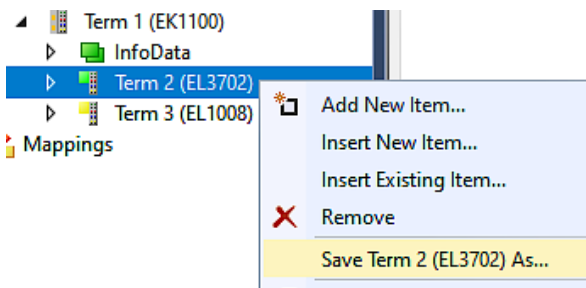 Term 1 (EK1100)
InfoData
Term 2 (EL3702)
Term 3 (EL1008)
Mappings
Add New Item...
Insert New Item...
Insert Existing Item...
Remove
Save Term 2 (EL3702) As...